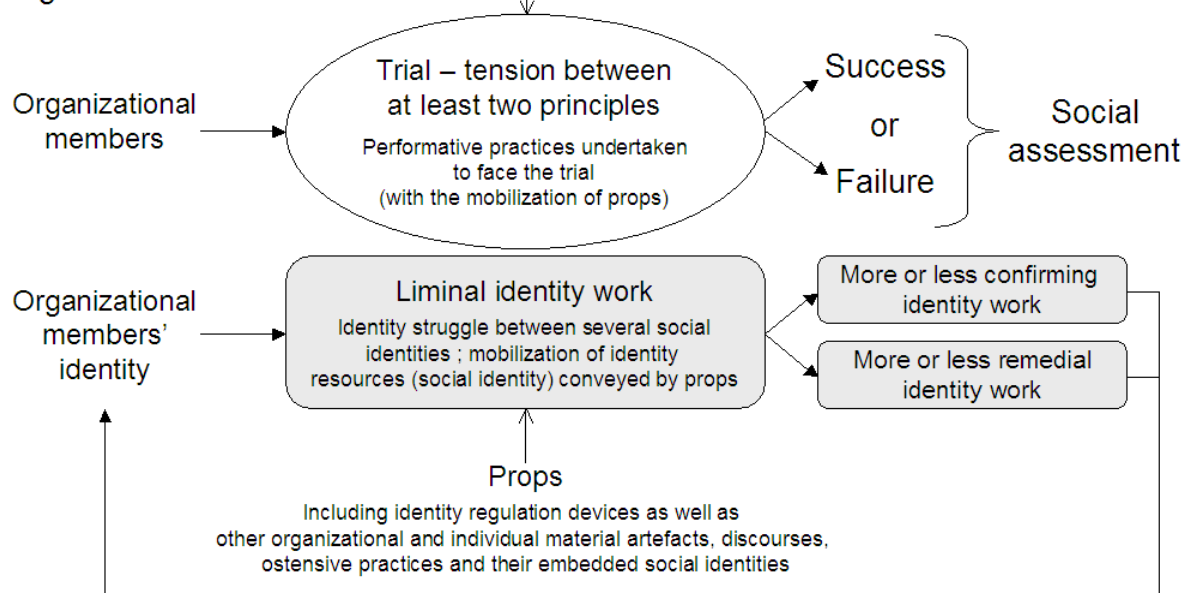 Organizational
members
Trial – tension between
at least two principles
Performative practices undertaken
to face the trial
(with the mobilization of props)
Success
or
Failure
Social
assessment
Organizational
members'
identity
Liminal identity work
Identity struggle between several social
identities ; mobilization of identity
resources (social identity) conveyed by props
More or less confirming
identity work
More or less remedial
identity work
Props
Including identity regulation devices as well as
other organizational and individual material artefacts, discourses,
ostensive practices and their embedded social identities